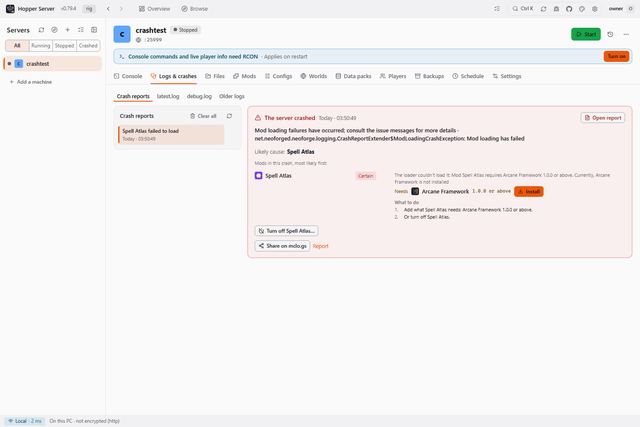 Hopper Server v0.79.4 rig Overview Browse Ctrl K owner O
Servers
All Running Stopped Crashed
crashtest
Add a machine
C crashtest Stopped
:25999
Start
Console commands and live player info need RCON · Applies on restart
Turn on
Console Logs & crashes Files Mods Configs Worlds Data packs Players Backups Schedule Settings
Crash reports latest.log debug.log Older logs
Crash reports Clear all
Spell Atlas failed to load
Today · 03:50:49
The server crashed Today · 03:50:49
Open report
Mod loading failures have occurred; consult the issue messages for more details -
net.neoforged.neoforge.logging.CrashReportExtender$ModLoadingCrashException: Mod loading has failed
Likely cause: Spell Atlas
Mods in this crash, most likely first:
Spell Atlas Certain
The loader couldn't load it: Mod Spell Atlas requires Arcane Framework 1.0.0 or above. Currently, Arcane
Framework is not installed
Needs Arcane Framework 1.0.0 or above Install
What to do
1. Add what Spell Atlas needs: Arcane Framework 1.0.0 or above.
2. Or turn off Spell Atlas.
Turn off Spell Atlas...
Share on mclo.gs Report
Local · 2 ms On this PC · not encrypted (http)